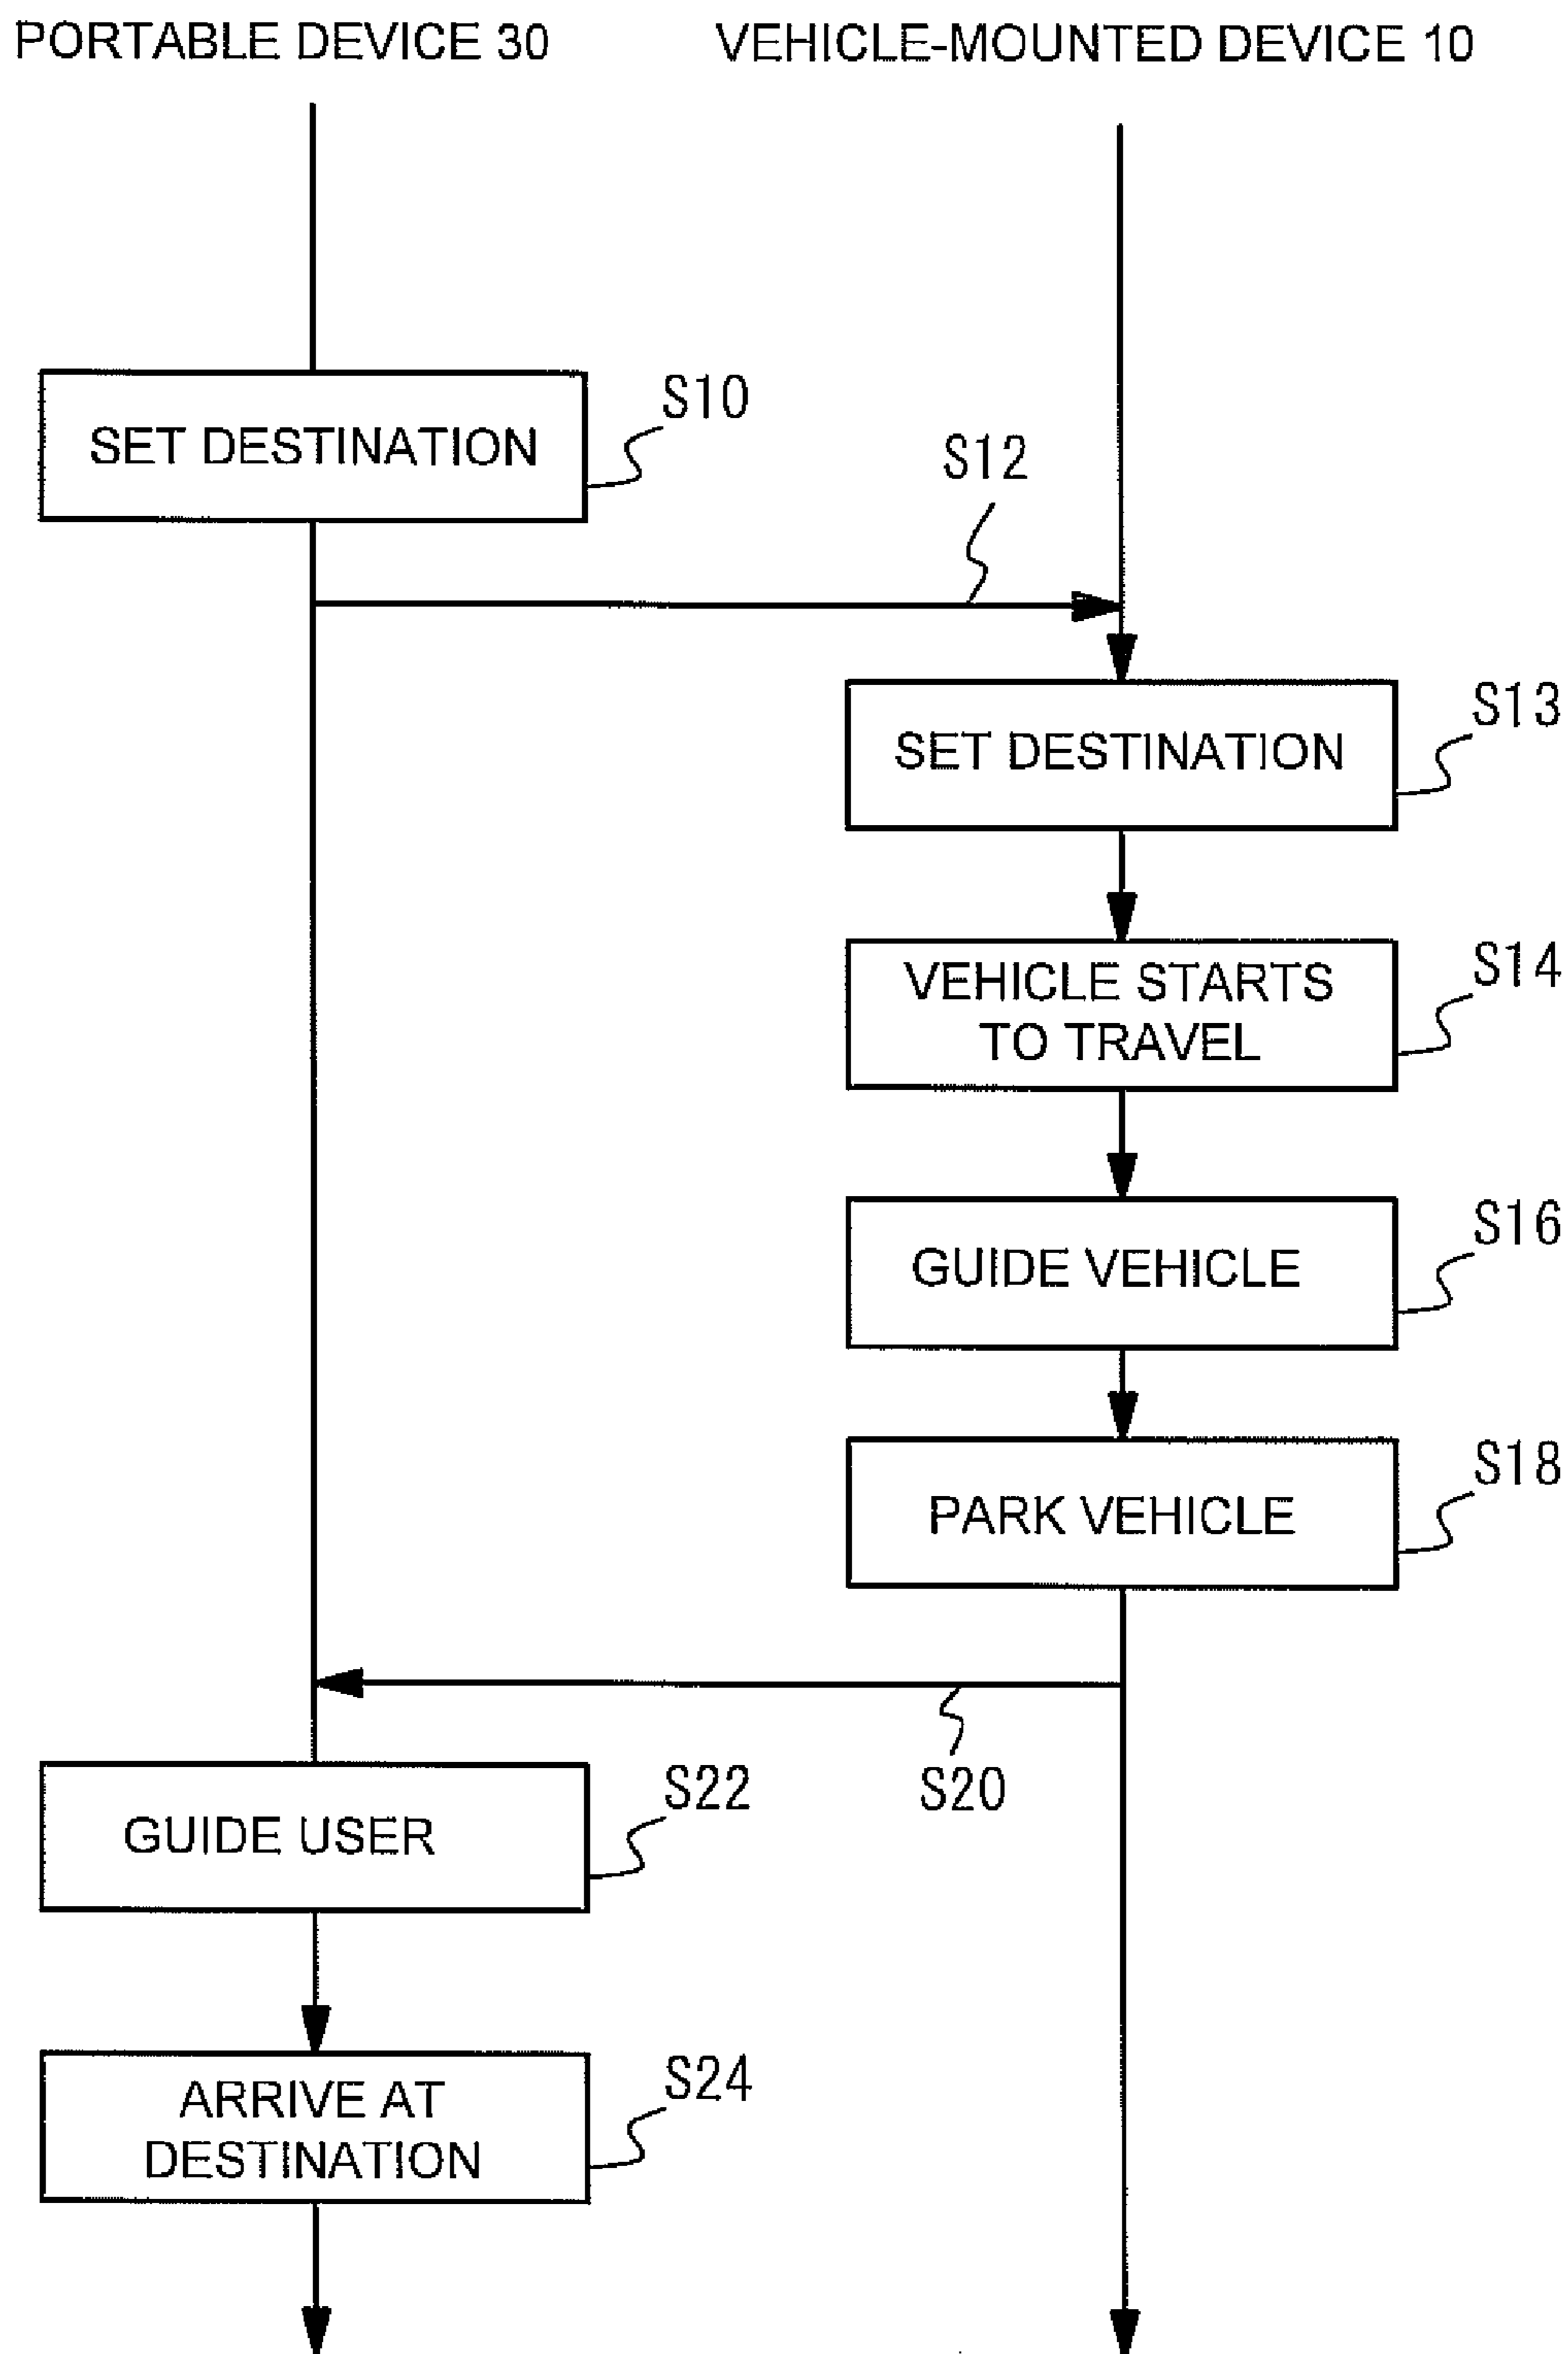 PORTABLE DEVICE 30
VEHICLE-MOUNTED DEVICE 10
SET DESTINATION
S10
S12
SET DESTINATION
S13
VEHICLE STARTS
TO TRAVEL
S14
GUIDE VEHICLE
S16
PARK VEHICLE
S18
S20
GUIDE USER
S22
ARRIVE AT
DESTINATION
S24